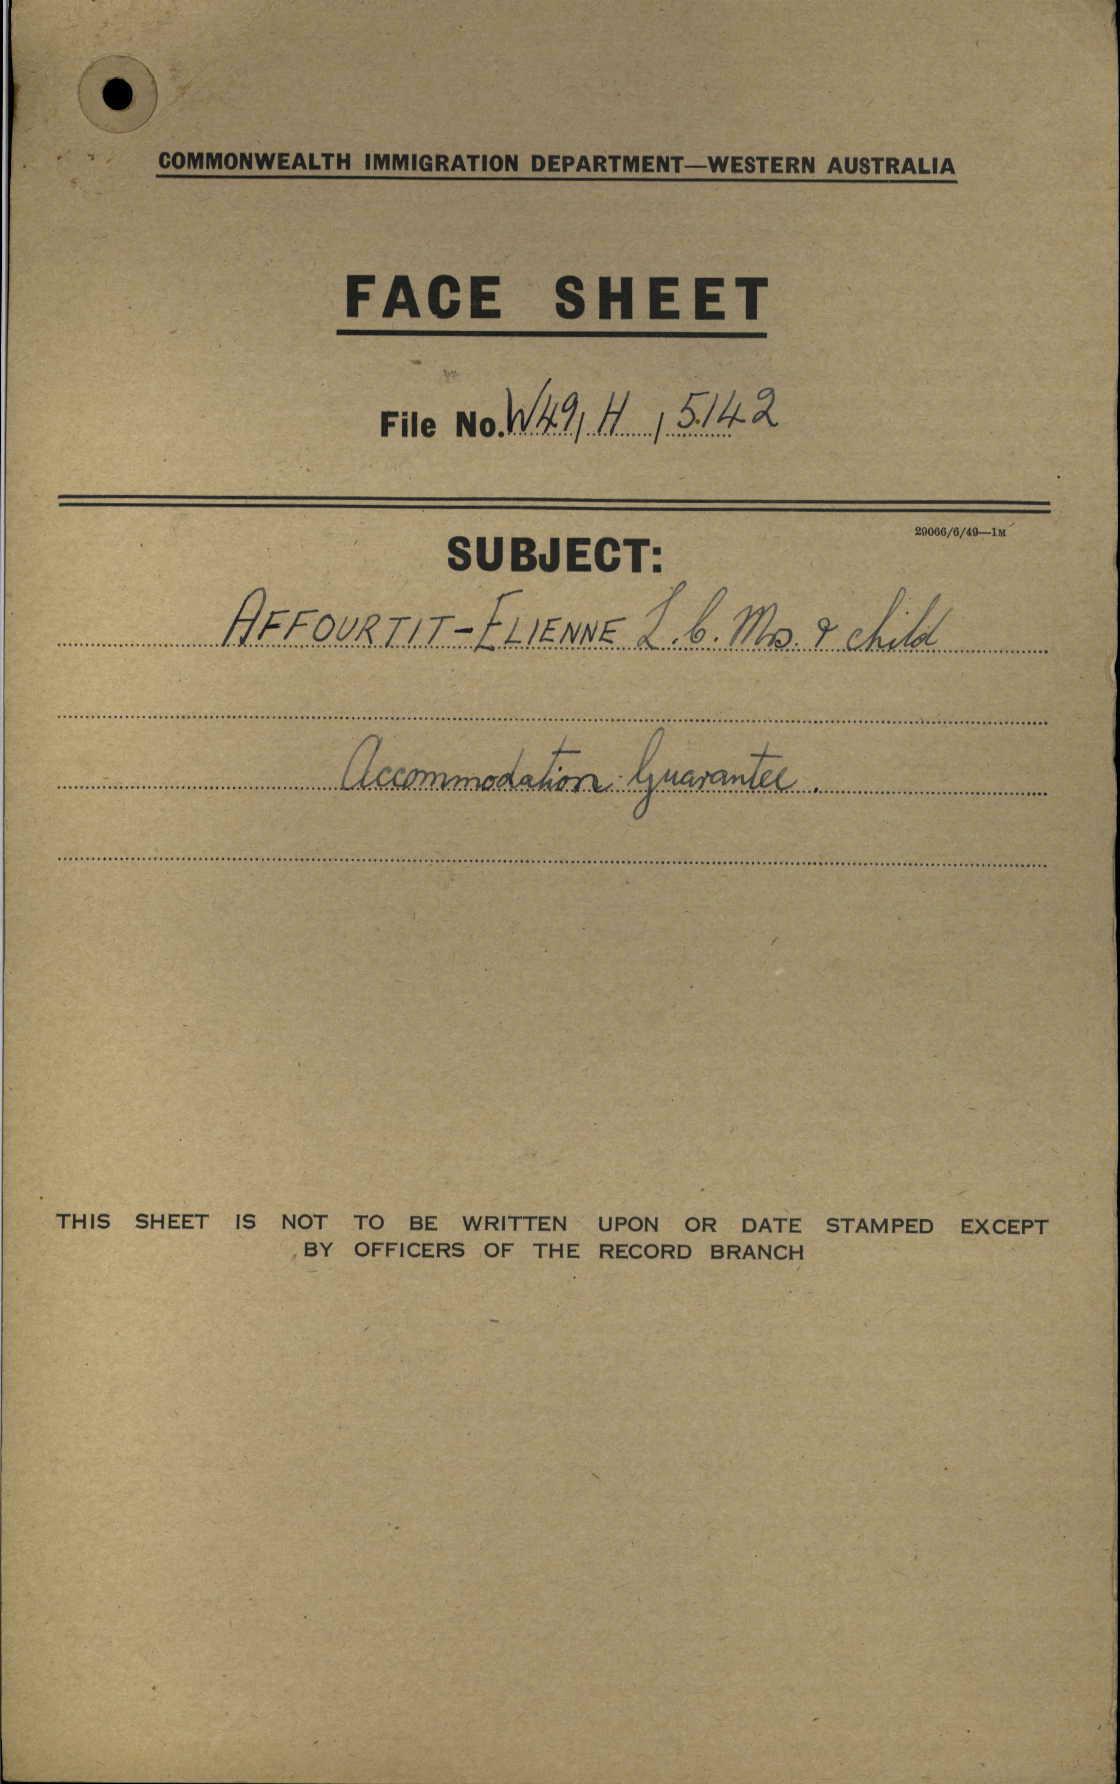 COMMONWEALTH IMMIGRATION DEPARTMENT—WESTERN AUSTRALIA
FACE SHEET
File No. W49/ H / 5142
29066/6/49—1M
SUBJECT:
AFFOURTIT-ELIENNE L.C. Mrs. & child
Accommodation Guarantee.
THIS SHEET IS NOT TO BE WRITTEN UPON OR DATE STAMPED EXCEPT
BY OFFICERS OF THE RECORD BRANCH